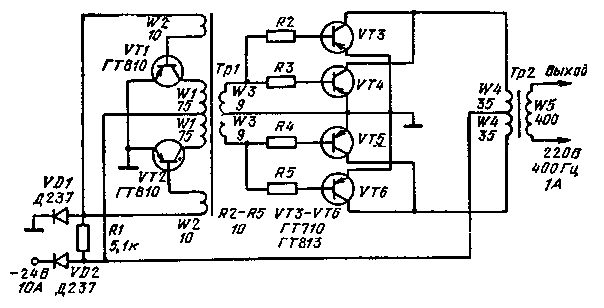 W2
10
VT1
ГТ810
W1
75
W1
75
VT2
ГТ810
W2
10
VD1
Д237
R1
5,1к
-24В
10А
VD2
Д237
Тр1
W3
9
W3
9
R2
R3
R4
R5
R2-R5
10
VT3
VT4
VT5
VT6
VT3-VT6
ГТ710
ГТ813
W4
35
W4
35
Тр2
W5
400
Выход
220В
400Гц
1А